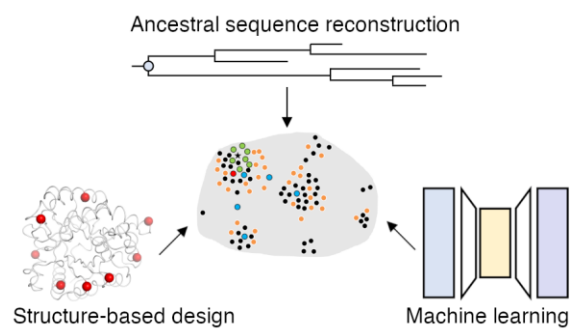 Ancestral sequence reconstruction
Structure-based design
Machine learning